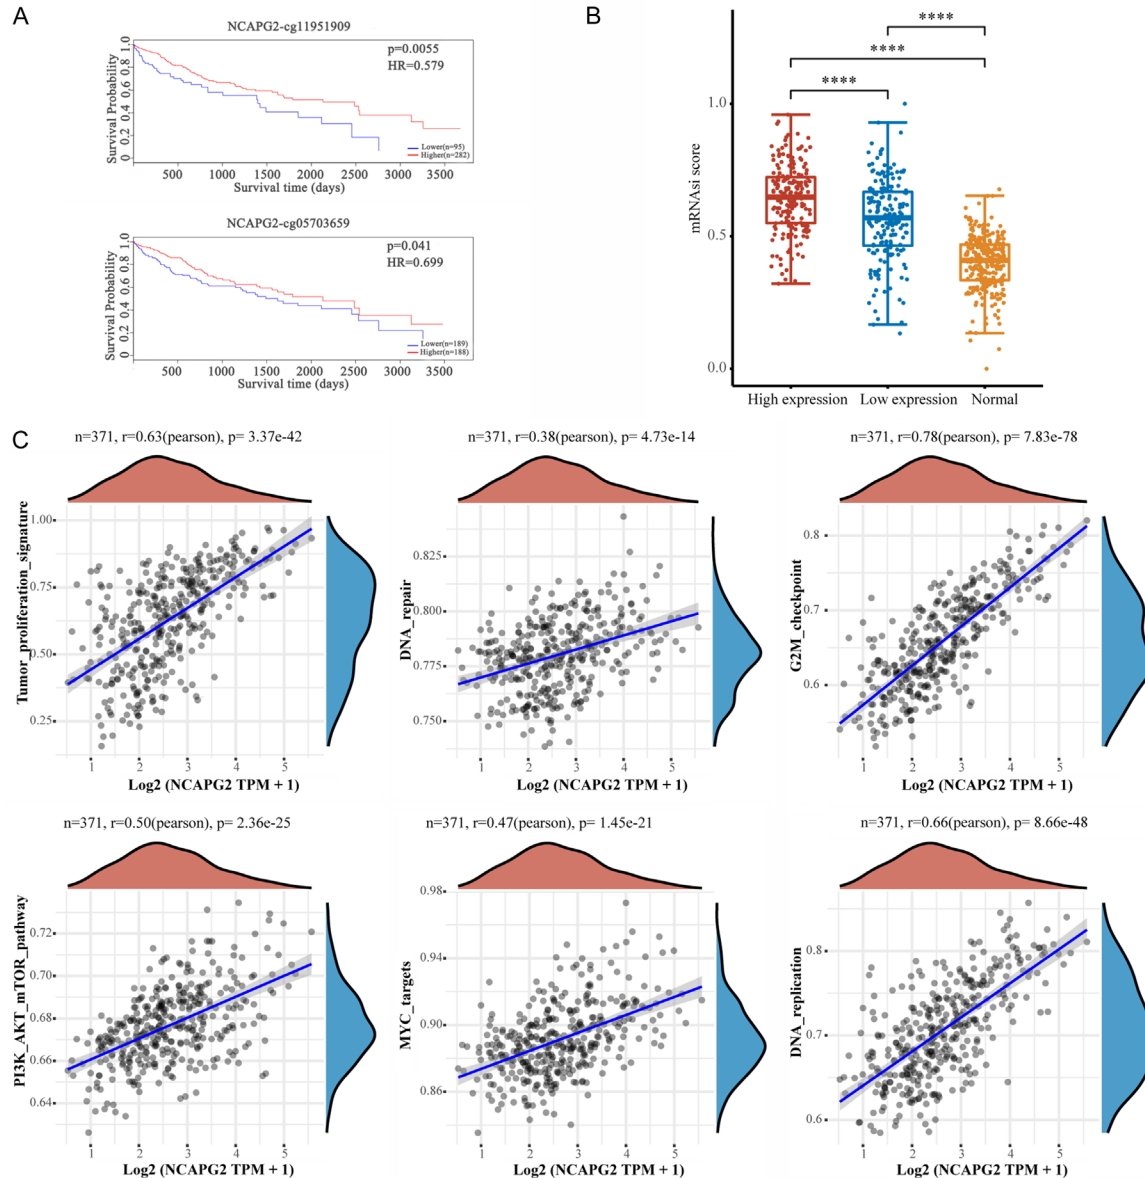 A
NCAPG2-cg11951909
p=0.0055
HR=0.579
Survival Probability
0 0.2 0.4 0.6 0.8 1.0
Lower(n=95)
Higher(n=282)
500 1000 1500 2000 2500 3000 3500
Survival time (days)
NCAPG2-cg05703659
p=0.041
HR=0.699
Survival Probability
0 0.2 0.4 0.6 0.8 1.0
Lower(n=189)
Higher(n=188)
500 1000 1500 2000 2500 3000 3500
Survival time (days)
B
****
****
****
mRNAsi score
1.0
0.5
0.0
High expression Low expression Normal
C
n=371, r=0.63(pearson), p= 3.37e-42
Tumor_proliferation_signature
1.00
0.75
0.50
0.25
1 2 3 4 5
Log2 (NCAPG2 TPM + 1)
n=371, r=0.38(pearson), p= 4.73e-14
DNA_repair
0.825
0.800
0.775
0.750
1 2 3 4 5
Log2 (NCAPG2 TPM + 1)
n=371, r=0.78(pearson), p= 7.83e-78
G2M_checkpoint
0.8
0.7
0.6
1 2 3 4 5
Log2 (NCAPG2 TPM + 1)
n=371, r=0.50(pearson), p= 2.36e-25
PI3K_AKT_mTOR_pathway
0.72
0.70
0.68
0.66
0.64
1 2 3 4 5
Log2 (NCAPG2 TPM + 1)
n=371, r=0.47(pearson), p= 1.45e-21
MYC_targets
0.98
0.94
0.90
0.86
1 2 3 4 5
Log2 (NCAPG2 TPM + 1)
n=371, r=0.66(pearson), p= 8.66e-48
DNA_replication
0.8
0.7
0.6
1 2 3 4 5
Log2 (NCAPG2 TPM + 1)